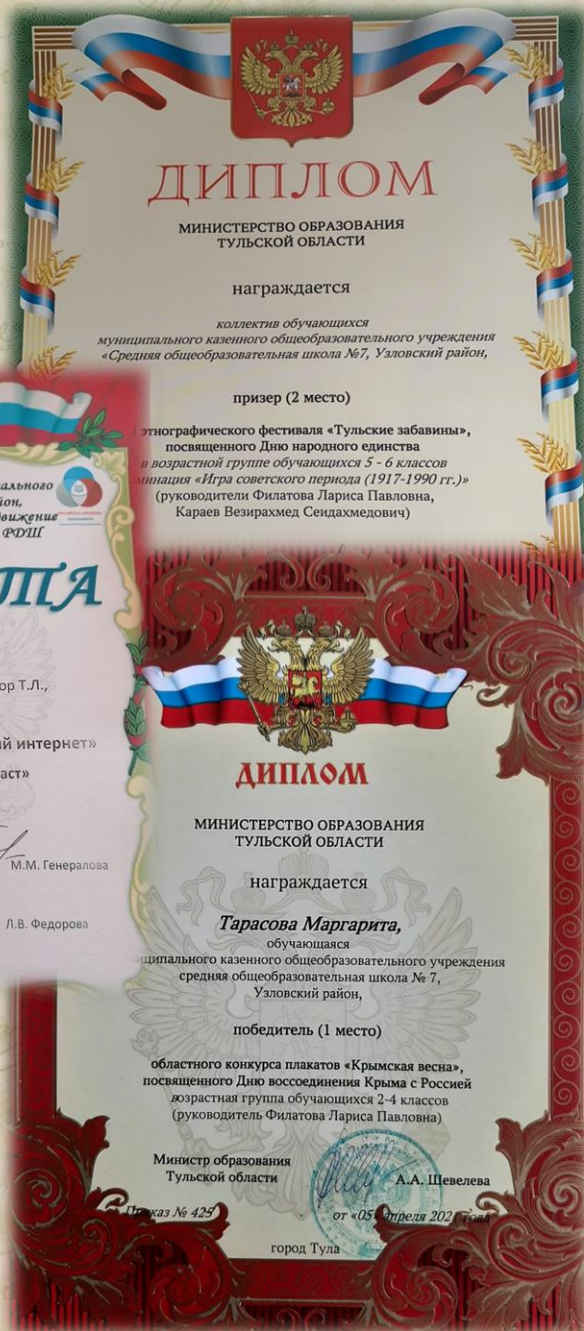 ДИПЛОМ
МИНИСТЕРСТВО ОБРАЗОВАНИЯ
ТУЛЬСКОЙ ОБЛАСТИ
награждается
коллектив обучающихся
муниципального казенного общеобразовательного учреждения
«Средняя общеобразовательная школа №7, Узловский район,
призер (2 место)
этнографического фестиваля «Тульские забавины»,
посвященного Дню народного единства
в возрастной группе обучающихся 5 - 6 классов
минация «Игра советского периода (1917-1990 гг.)»
(руководители Филатова Лариса Павловна,
Караев Везирахмед Сеидахмедович)
ального
он,
движение
РДШ
ТА
ор Т.Л.,
й интернет»
аст»
М.М. Генералова
Л.В. Федорова
ДИПЛОМ
МИНИСТЕРСТВО ОБРАЗОВАНИЯ
ТУЛЬСКОЙ ОБЛАСТИ
награждается
Тарасова Маргарита,
обучающаяся
ниципального казенного общеобразовательного учреждения
средняя общеобразовательная школа № 7,
Узловский район,
победитель (1 место)
областного конкурса плакатов «Крымская весна»,
посвященного Дню воссоединения Крыма с Россией
возрастная группа обучающихся 2-4 классов
(руководитель Филатова Лариса Павловна)
Министр образования
Тульской области
А.А. Шевелева
Приказ № 425
от «05» апреля 2021 года
город Тула